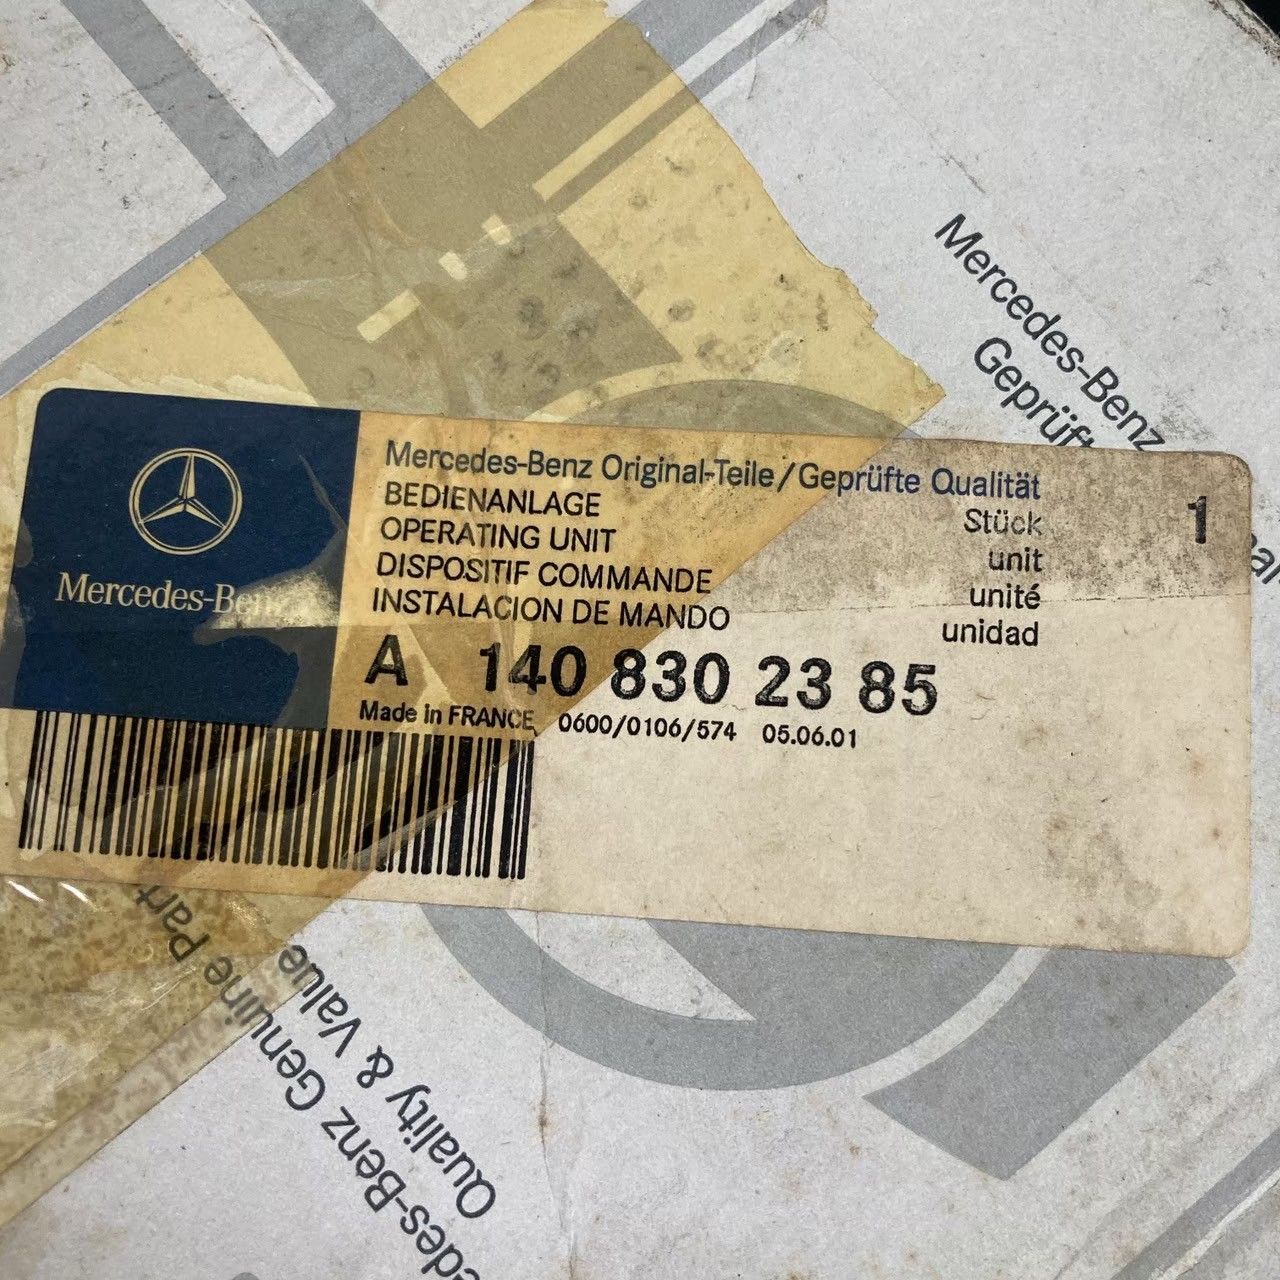 Mercedes-Benz
Geprüft
Mercedes-Benz
Mercedes-Benz Original-Teile/Geprüfte Qualität
BEDIENANLAGE
OPERATING UNIT
DISPOSITIF COMMANDE
INSTALACION DE MANDO
Stück 1
unit
unité
unidad
A 140 830 23 85
Made in FRANCE 0600/0106/574 05.06.01
edes-Benz Genuine Part
Quality & Value